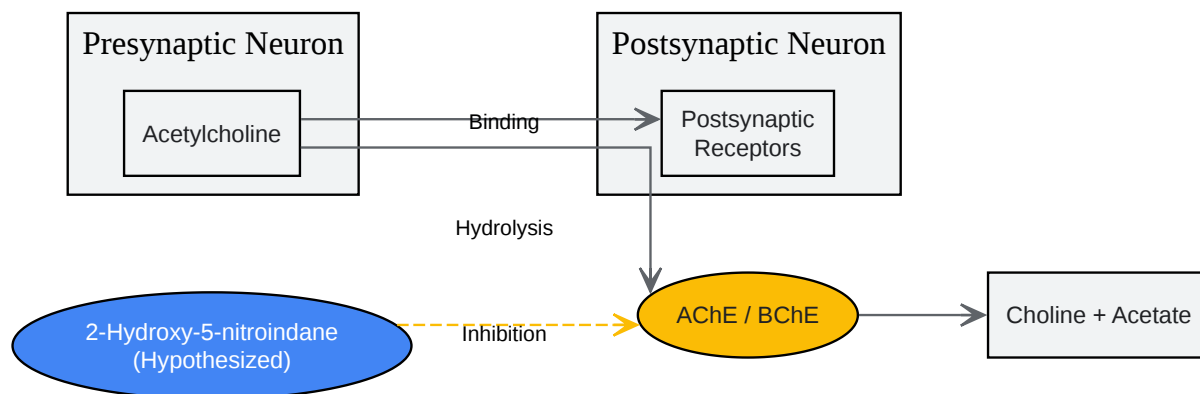 Presynaptic Neuron
Postsynaptic Neuron
Acetylcholine
Binding
Postsynaptic
Receptors
Hydrolysis
2-Hydroxy-5-nitroindane
(Hypothesized)
Inhibition
AChE / BChE
Choline + Acetate